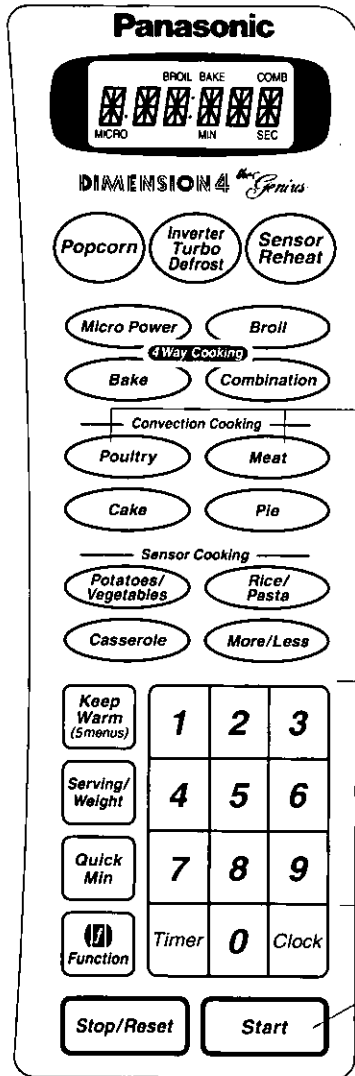 Panasonic
BROIL BAKE COMB
MICRO MIN SEC
DIMENSION 4 the Genius
Popcorn
Inverter
Turbo
Defrost
Sensor
Reheat
Micro Power
Broil
4 Way Cooking
Bake
Combination
Convection Cooking
Poultry
Meat
Cake
Pie
Sensor Cooking
Potatoes/
Vegetables
Rice/
Pasta
Casserole
More/Less
Keep
Warm
(5menus)
1 2 3
Serving/
Weight
4 5 6
Quick
Min
7 8 9
f
Function
Timer 0 Clock
Stop/Reset
Start